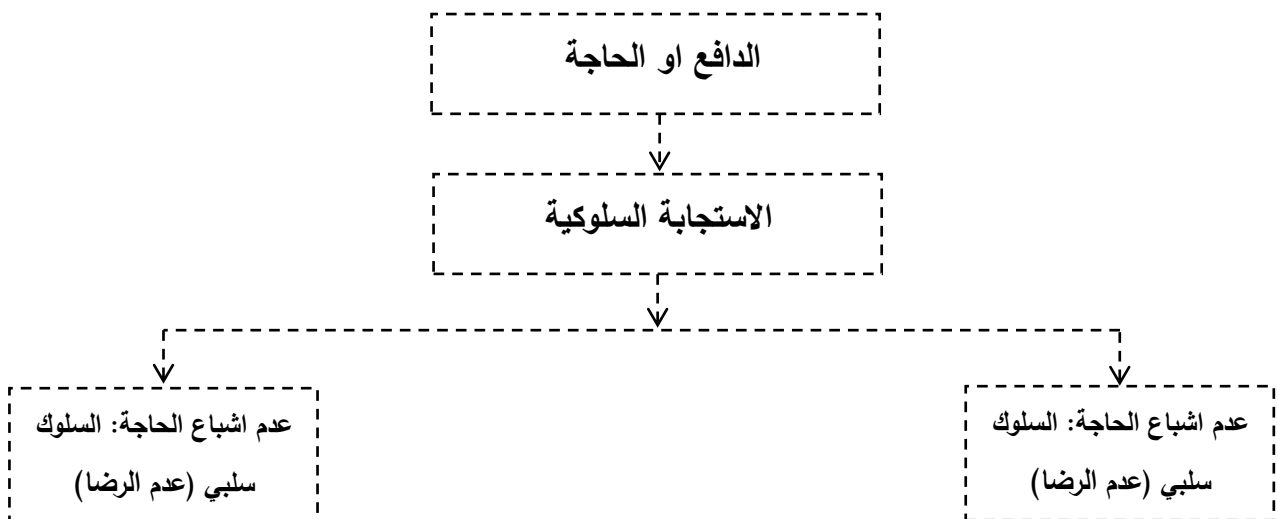 الدافع او الحاجة
الاستجابة السلوكية
عدم اشباع الحاجة: السلوك
سلبي (عدم الرضا)
عدم اشباع الحاجة: السلوك
سلبي (عدم الرضا)